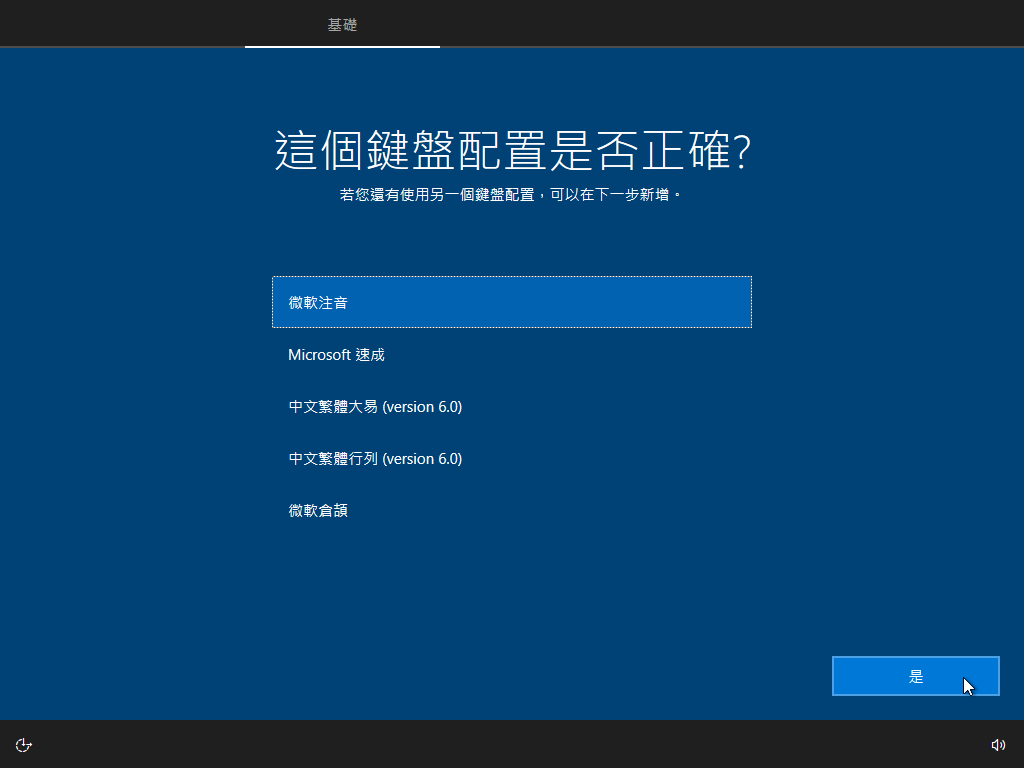 基礎
這個鍵盤配置是否正確?
若您還有使用另一個鍵盤配置，可以在下一步新增。
微軟注音
Microsoft 速成
中文繁體大易 (version 6.0)
中文繁體行列 (version 6.0)
微軟倉頡
是